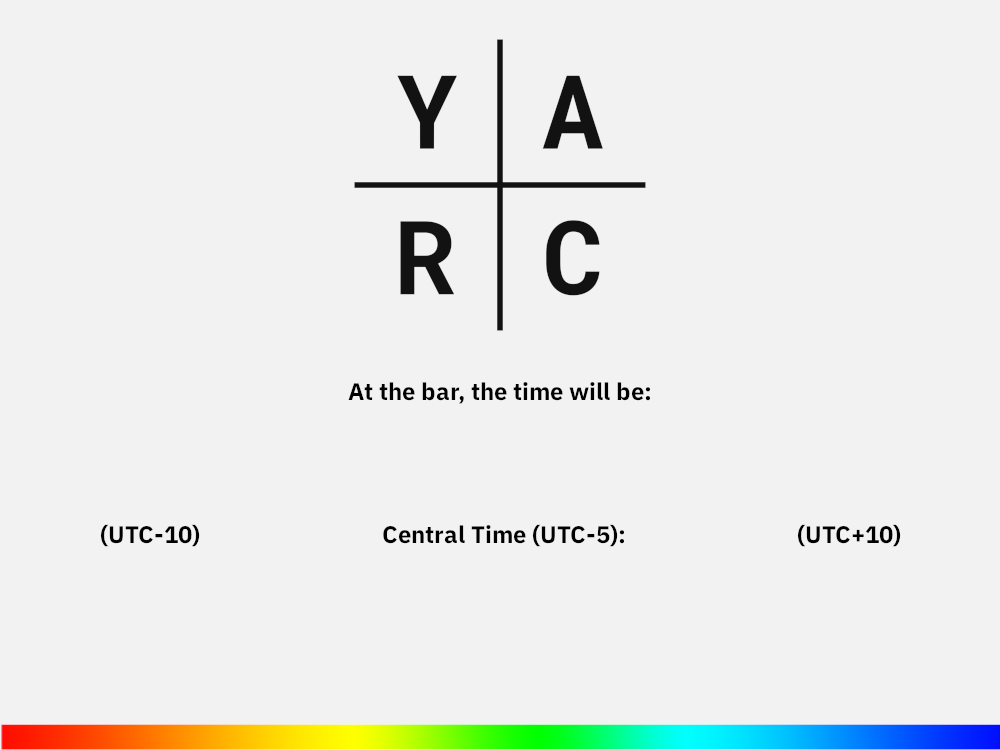 Y A
R C
At the bar, the time will be:
(UTC-10) Central Time (UTC-5): (UTC+10)